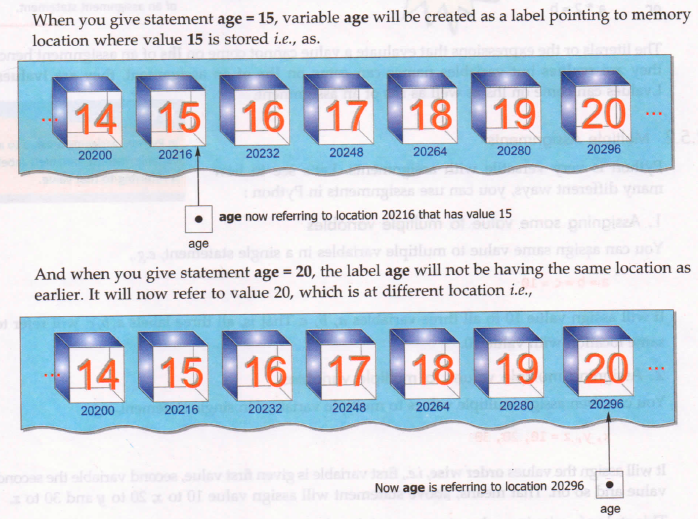 When you give statement age = 15, variable age will be created as a label pointing to memory
location where value 15 is stored i.e., as.
... 14 15 16 17 18 19 20 ...
20200 20216 20232 20248 20264 20280 20296
age now referring to location 20216 that has value 15
age
And when you give statement age = 20, the label age will not be having the same location as
earlier. It will now refer to value 20, which is at different location i.e.,
... 14 15 16 17 18 19 20 ...
20200 20216 20232 20248 20264 20280 20296
Now age is referring to location 20296
age